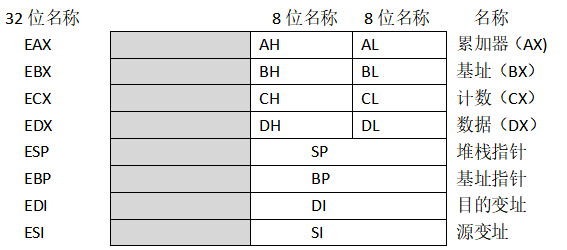 32 位名称 8 位名称 8 位名称 名称
EAX AH AL 累加器（AX)
EBX BH BL 基址（BX）
ECX CH CL 计数（CX）
EDX DH DL 数据（DX）
ESP SP 堆栈指针
EBP BP 基址指针
EDI DI 目的变址
ESI SI 源变址